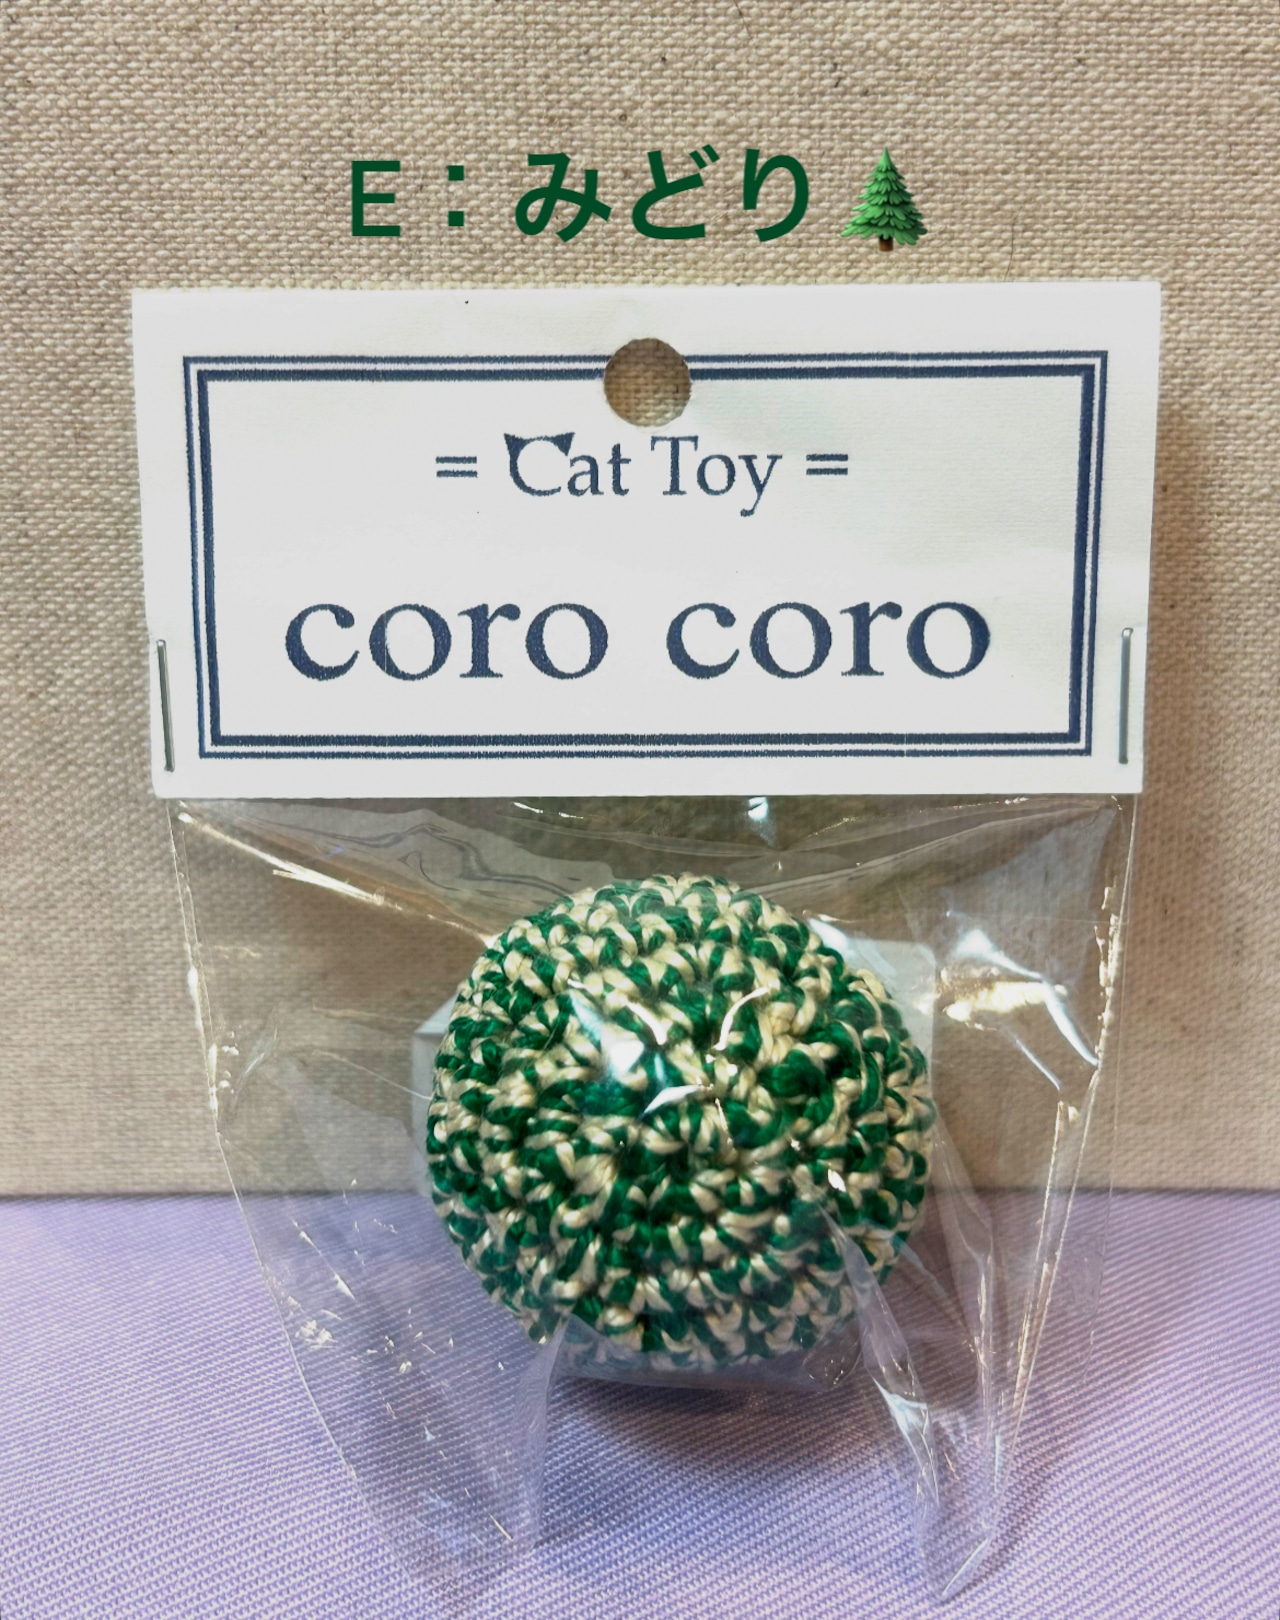 E：みどり🌲
= Cat Toy =
coro coro